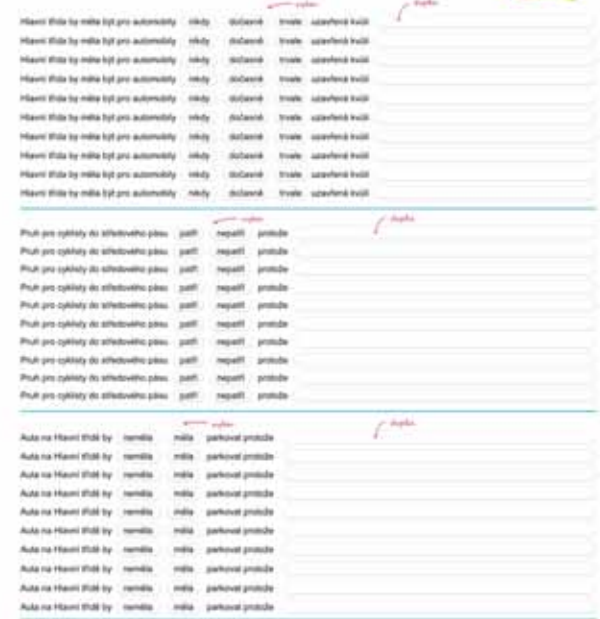 vyber doplň
Hlavní třída by měla být pro automobily nikdy dočasně trvale uzavřená kvůli
Hlavní třída by měla být pro automobily nikdy dočasně trvale uzavřená kvůli
Hlavní třída by měla být pro automobily nikdy dočasně trvale uzavřená kvůli
Hlavní třída by měla být pro automobily nikdy dočasně trvale uzavřená kvůli
Hlavní třída by měla být pro automobily nikdy dočasně trvale uzavřená kvůli
Hlavní třída by měla být pro automobily nikdy dočasně trvale uzavřená kvůli
Hlavní třída by měla být pro automobily nikdy dočasně trvale uzavřená kvůli
Hlavní třída by měla být pro automobily nikdy dočasně trvale uzavřená kvůli
Hlavní třída by měla být pro automobily nikdy dočasně trvale uzavřená kvůli
Hlavní třída by měla být pro automobily nikdy dočasně trvale uzavřená kvůli
vyber doplň
Pruh pro cyklisty do středového pásu patří nepatří protože
Pruh pro cyklisty do středového pásu patří nepatří protože
Pruh pro cyklisty do středového pásu patří nepatří protože
Pruh pro cyklisty do středového pásu patří nepatří protože
Pruh pro cyklisty do středového pásu patří nepatří protože
Pruh pro cyklisty do středového pásu patří nepatří protože
Pruh pro cyklisty do středového pásu patří nepatří protože
Pruh pro cyklisty do středového pásu patří nepatří protože
Pruh pro cyklisty do středového pásu patří nepatří protože
Pruh pro cyklisty do středového pásu patří nepatří protože
vyber doplň
Auta na Hlavní třídě by neměla měla parkovat protože
Auta na Hlavní třídě by neměla měla parkovat protože
Auta na Hlavní třídě by neměla měla parkovat protože
Auta na Hlavní třídě by neměla měla parkovat protože
Auta na Hlavní třídě by neměla měla parkovat protože
Auta na Hlavní třídě by neměla měla parkovat protože
Auta na Hlavní třídě by neměla měla parkovat protože
Auta na Hlavní třídě by neměla měla parkovat protože
Auta na Hlavní třídě by neměla měla parkovat protože
Auta na Hlavní třídě by neměla měla parkovat protože